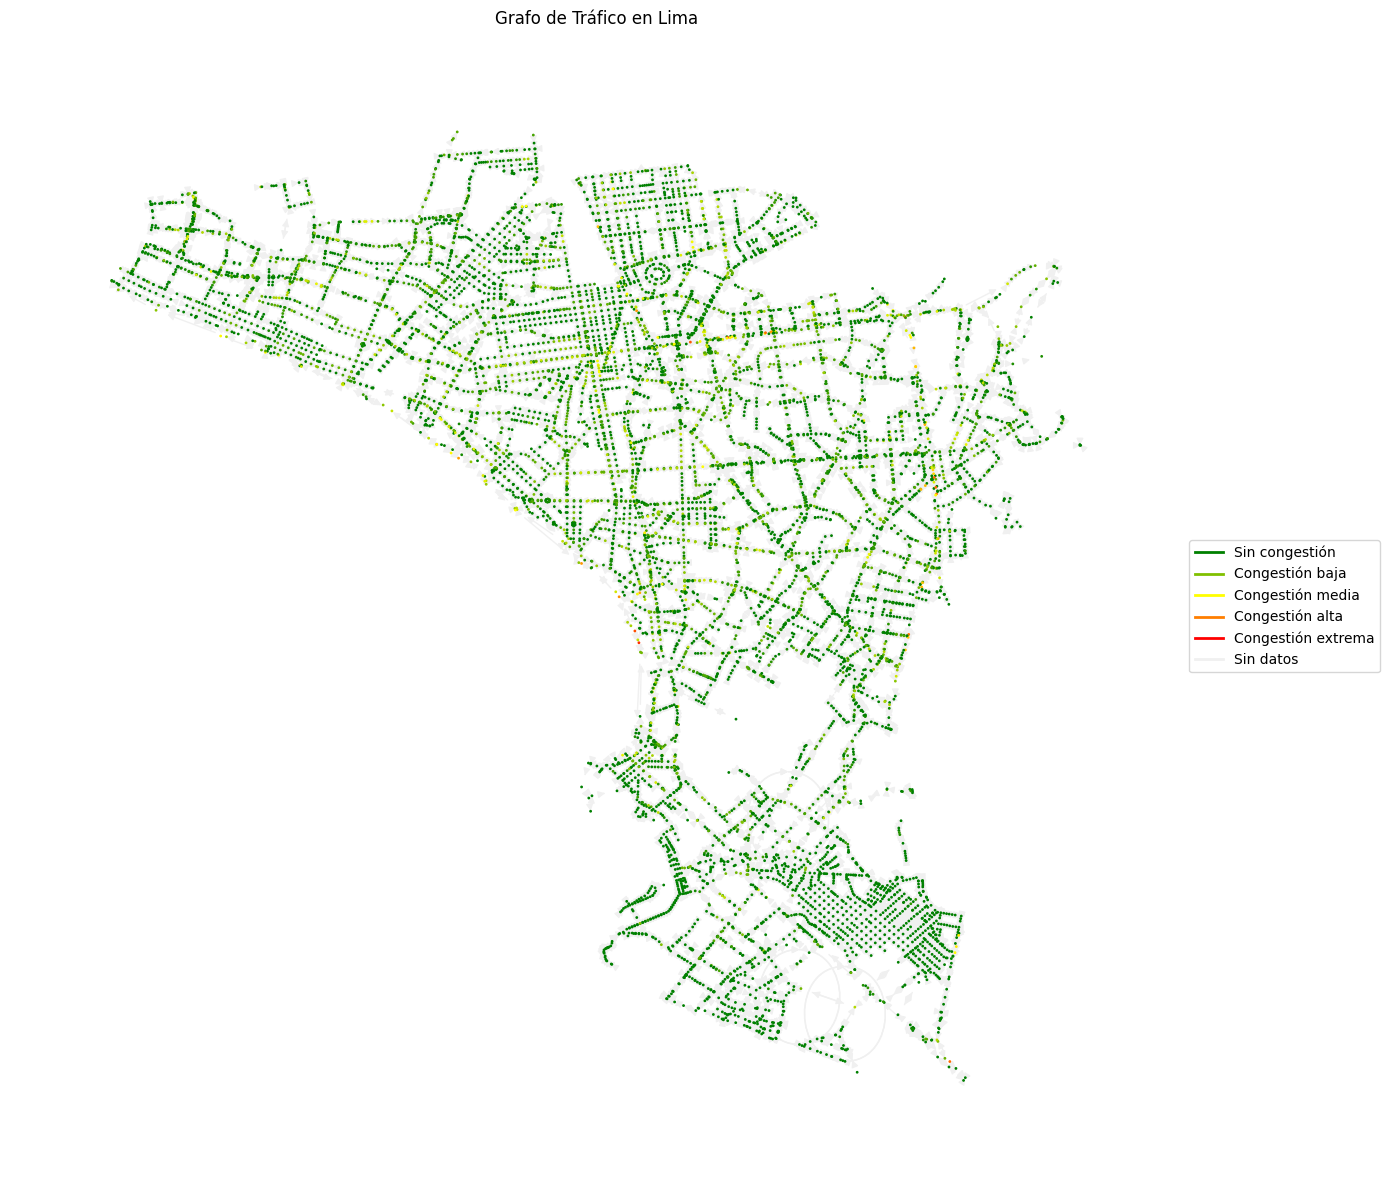 Grafo de Tráfico en Lima
Sin congestión
Congestión baja
Congestión media
Congestión alta
Congestión extrema
Sin datos